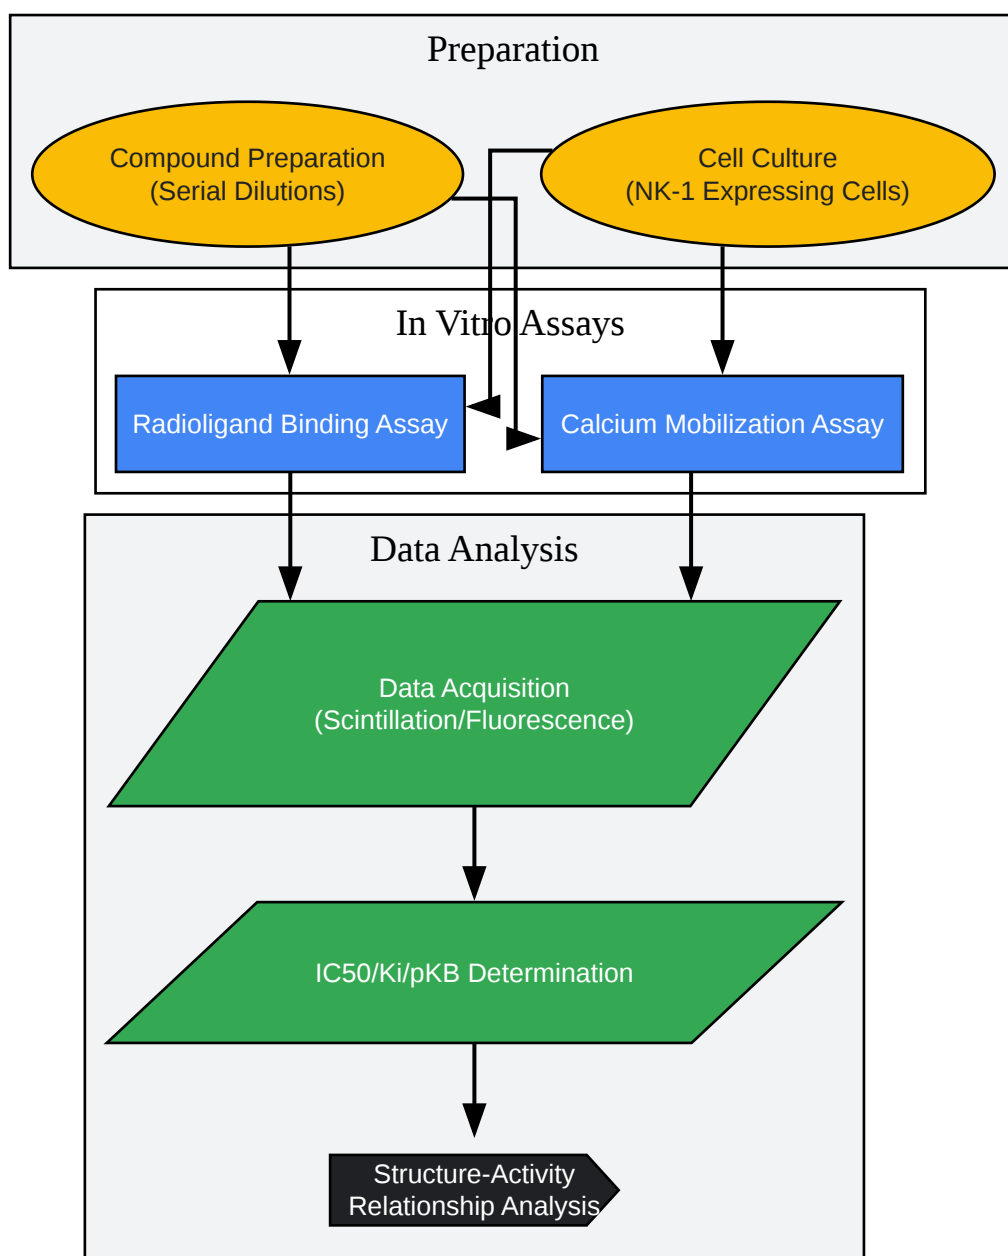 Preparation
Compound Preparation
(Serial Dilutions)
Cell Culture
(NK-1 Expressing Cells)
In Vitro Assays
Radioligand Binding Assay
Calcium Mobilization Assay
Data Analysis
Data Acquisition
(Scintillation/Fluorescence)
IC50/Ki/pKB Determination
Structure-Activity
Relationship Analysis